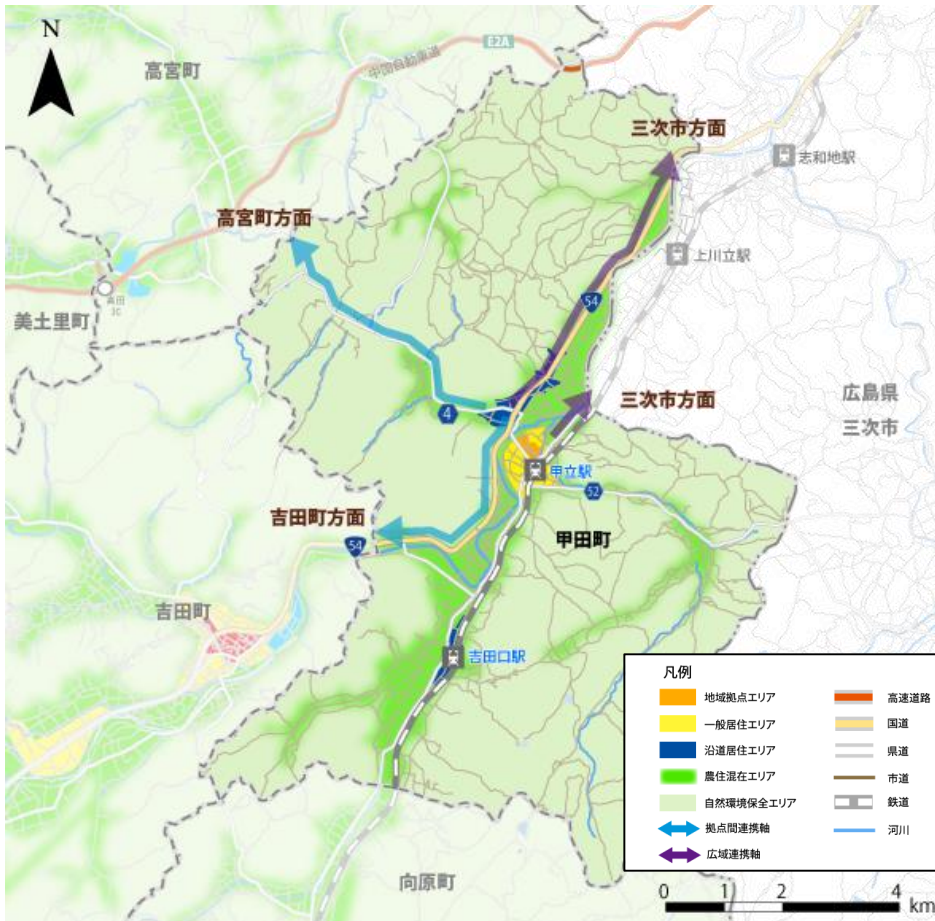 N
E2A
中国自動車道
高宮町
三次市方面
志和地駅
高宮町方面
上川立駅
高田
IC
54
美土里町
広島県
三次市
4
三次市方面
甲立駅
52
吉田町方面
54
甲田町
吉田町
吉田口駅
向原町
凡例
地域拠点エリア
一般居住エリア
沿道居住エリア
農住混在エリア
自然環境保全エリア
拠点間連携軸
広域連携軸
高速道路
国道
県道
市道
鉄道
河川
0 1 2 4
km